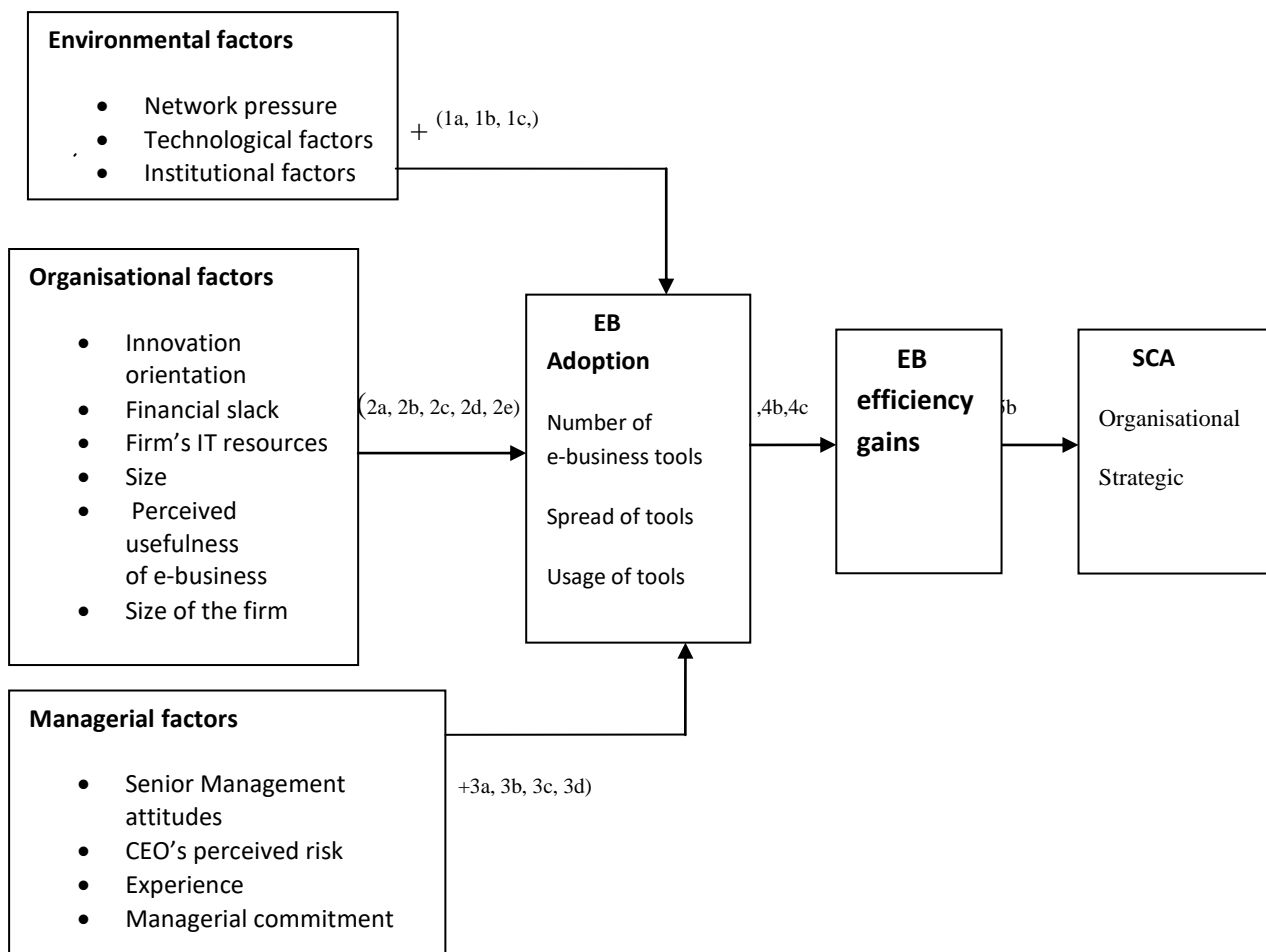 Environmental factors
• Network pressure
• Technological factors
• Institutional factors
+ (1a, 1b, 1c,)
Organisational factors
• Innovation
orientation
• Financial slack
• Firm's IT resources
• Size
• Perceived
usefulness
of e-business
• Size of the firm
(2a, 2b, 2c, 2d, 2e)
EB
Adoption
Number of
e-business tools
Spread of tools
Usage of tools
,4b,4c
EB
efficiency
gains
5b
SCA
Organisational
Strategic
Managerial factors
• Senior Management
attitudes
• CEO's perceived risk
• Experience
• Managerial commitment
+3a, 3b, 3c, 3d)